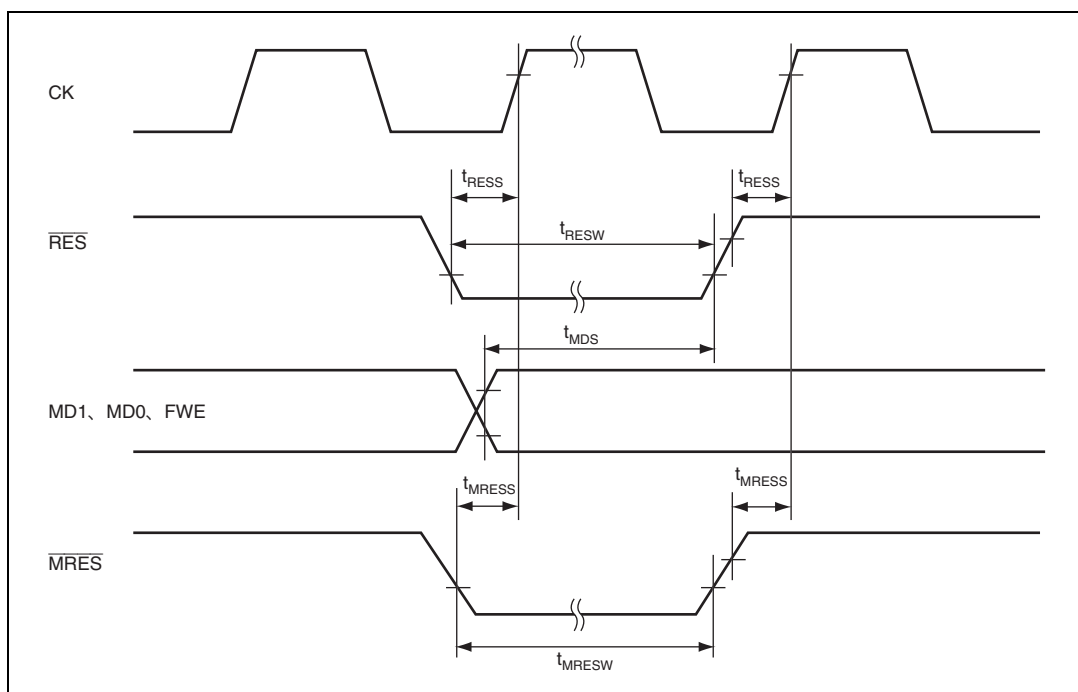 CK
tRESS
tRESS
RES
tRESW
tMDS
MD1、MD0、FWE
tMRESS
tMRESS
MRES
tMRESW